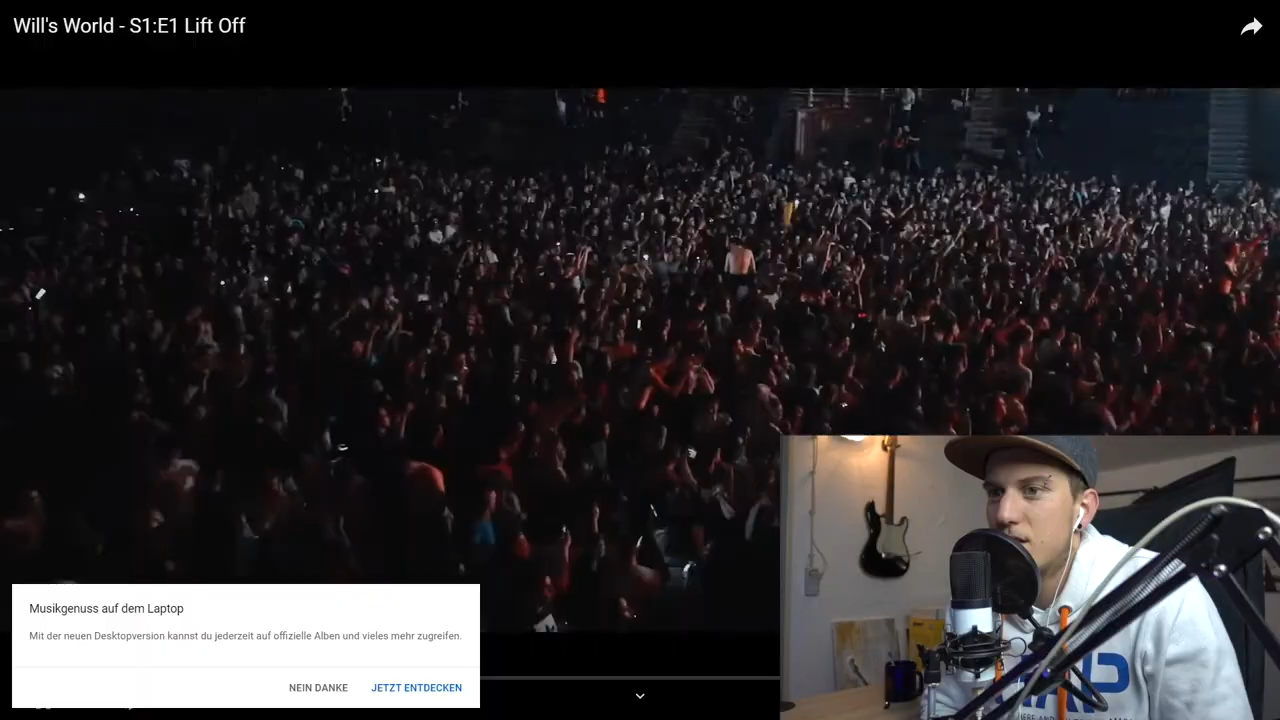 Will's World - S1:E1 Lift Off
Musikgenuss auf dem Laptop
Mit der neuen Desktopversion kannst du jederzeit auf offizielle Alben und vieles mehr zugreifen.
NEIN DANKE
JETZT ENTDECKEN